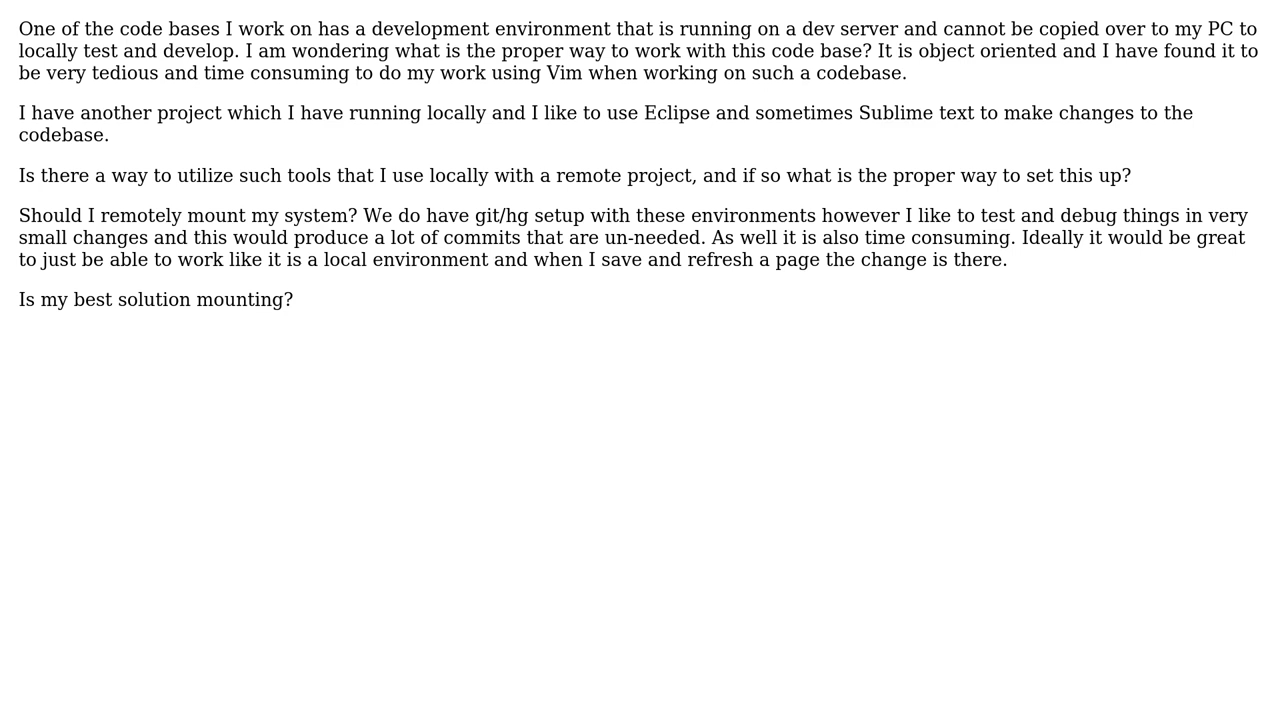 One of the code bases I work on has a development environment that is running on a dev server and cannot be copied over to my PC to
locally test and develop. I am wondering what is the proper way to work with this code base? It is object oriented and I have found it to
be very tedious and time consuming to do my work using Vim when working on such a codebase.
I have another project which I have running locally and I like to use Eclipse and sometimes Sublime text to make changes to the
codebase.
Is there a way to utilize such tools that I use locally with a remote project, and if so what is the proper way to set this up?
Should I remotely mount my system? We do have git/hg setup with these environments however I like to test and debug things in very
small changes and this would produce a lot of commits that are un-needed. As well it is also time consuming. Ideally it would be great
to just be able to work like it is a local environment and when I save and refresh a page the change is there.
Is my best solution mounting?